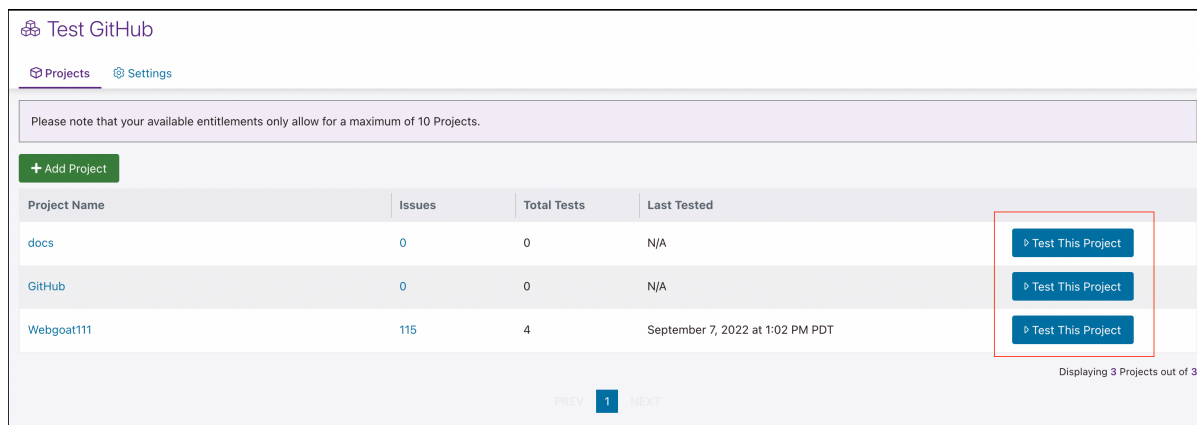 Test GitHub
Projects Settings
Please note that your available entitlements only allow for a maximum of 10 Projects.
+ Add Project
Project Name Issues Total Tests Last Tested
docs 0 0 N/A Test This Project
GitHub 0 0 N/A Test This Project
Webgoat111 115 4 September 7, 2022 at 1:02 PM PDT Test This Project
Displaying 3 Projects out of 3
PREV 1 NEXT